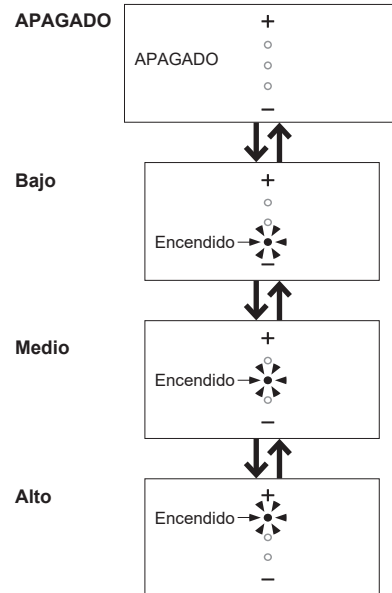 APAGADO
+
APAGADO
−
Bajo
+
Encendido
−
Medio
+
Encendido
−
Alto
+
Encendido
−